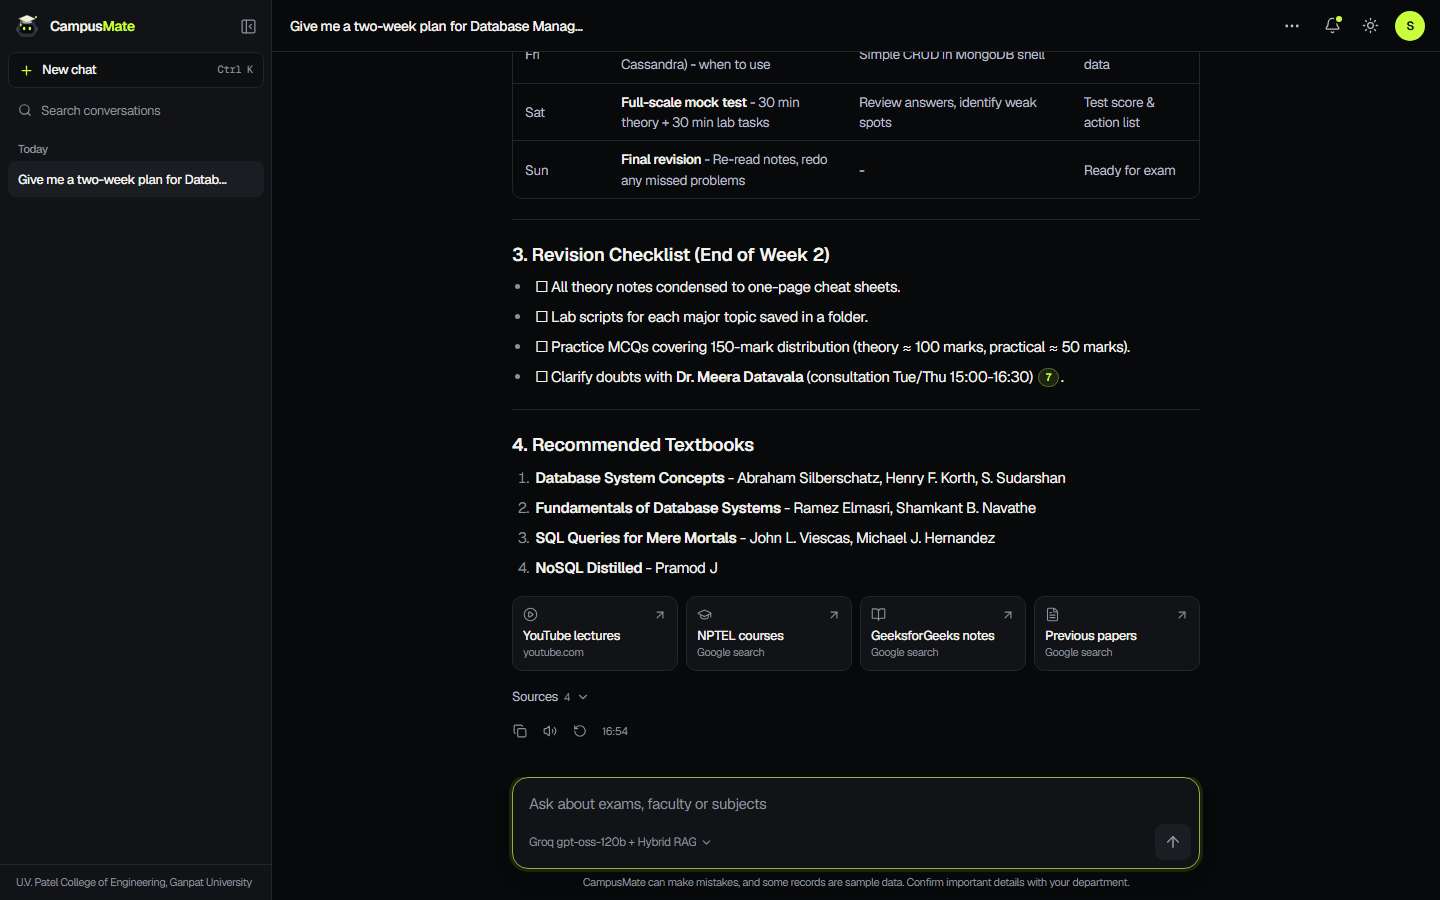 CampusMate
New chat
Ctrl K
Search conversations
Today
Give me a two-week plan for Datab...
U.V. Patel College of Engineering, Ganpat University
Give me a two-week plan for Database Manag...
S
Fri
Cassandra) - when to use
Simple CRUD in MongoDB shell
data
Sat
Full-scale mock test - 30 min
theory + 30 min lab tasks
Review answers, identify weak
spots
Test score &
action list
Sun
Final revision - Re-read notes, redo
any missed problems
-
Ready for exam
3. Revision Checklist (End of Week 2)
• ☐ All theory notes condensed to one-page cheat sheets.
• ☐ Lab scripts for each major topic saved in a folder.
• ☐ Practice MCQs covering 150-mark distribution (theory ≈ 100 marks, practical ≈ 50 marks).
• ☐ Clarify doubts with Dr. Meera Datavala (consultation Tue/Thu 15:00-16:30) 7 .
4. Recommended Textbooks
1. Database System Concepts - Abraham Silberschatz, Henry F. Korth, S. Sudarshan
2. Fundamentals of Database Systems - Ramez Elmasri, Shamkant B. Navathe
3. SQL Queries for Mere Mortals - John L. Viescas, Michael J. Hernandez
4. NoSQL Distilled - Pramod J
YouTube lectures
youtube.com
NPTEL courses
Google search
GeeksforGeeks notes
Google search
Previous papers
Google search
Sources 4
16:54
Ask about exams, faculty or subjects
Groq gpt-oss-120b + Hybrid RAG
CampusMate can make mistakes, and some records are sample data. Confirm important details with your department.